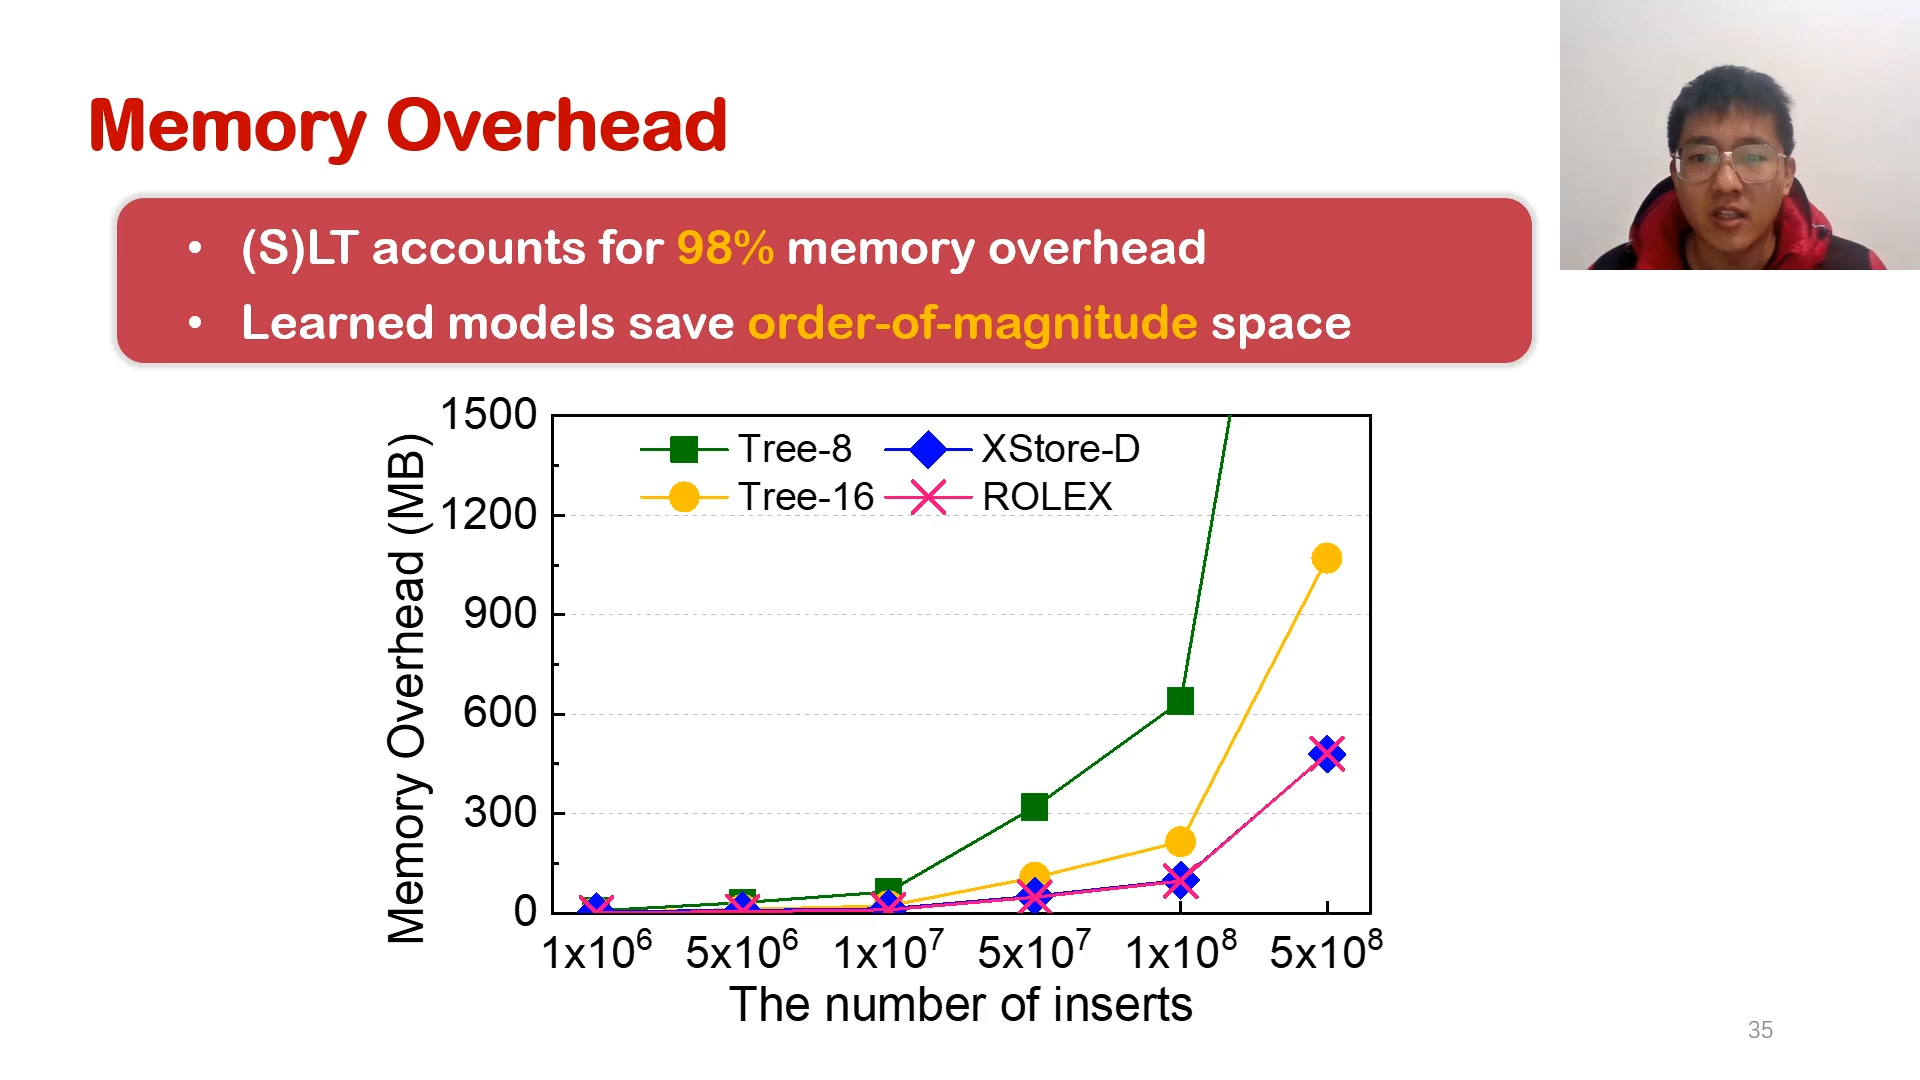 Memory Overhead
• (S)LT accounts for 98% memory overhead
• Learned models save order-of-magnitude space
Memory Overhead (MB)
1500
1200
900
600
300
0
Tree-8
XStore-D
Tree-16
ROLEX
1x10⁶ 5x10⁶ 1x10⁷ 5x10⁷ 1x10⁸ 5x10⁸
The number of inserts
35